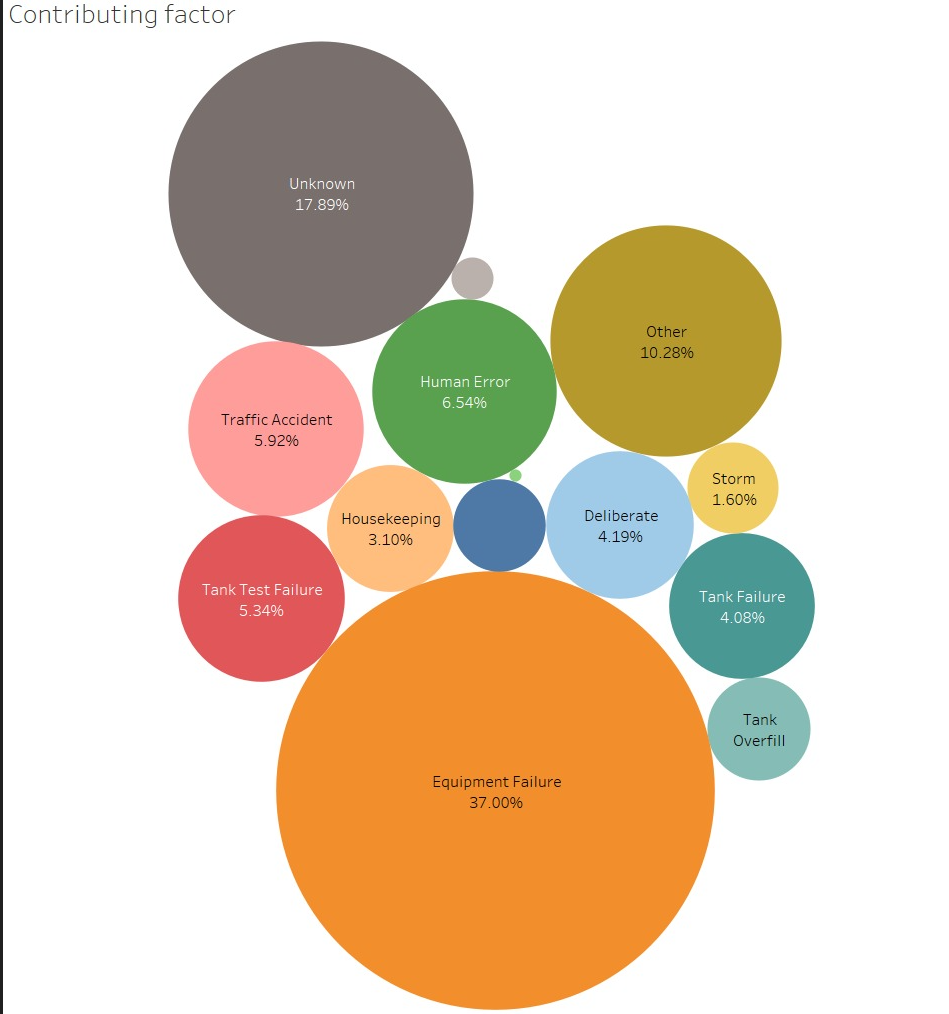 Contributing factor
Unknown
17.89%
Other
10.28%
Human Error
6.54%
Traffic Accident
5.92%
Storm
1.60%
Housekeeping
3.10%
Deliberate
4.19%
Tank Test Failure
5.34%
Tank Failure
4.08%
Tank
Overfill
Equipment Failure
37.00%